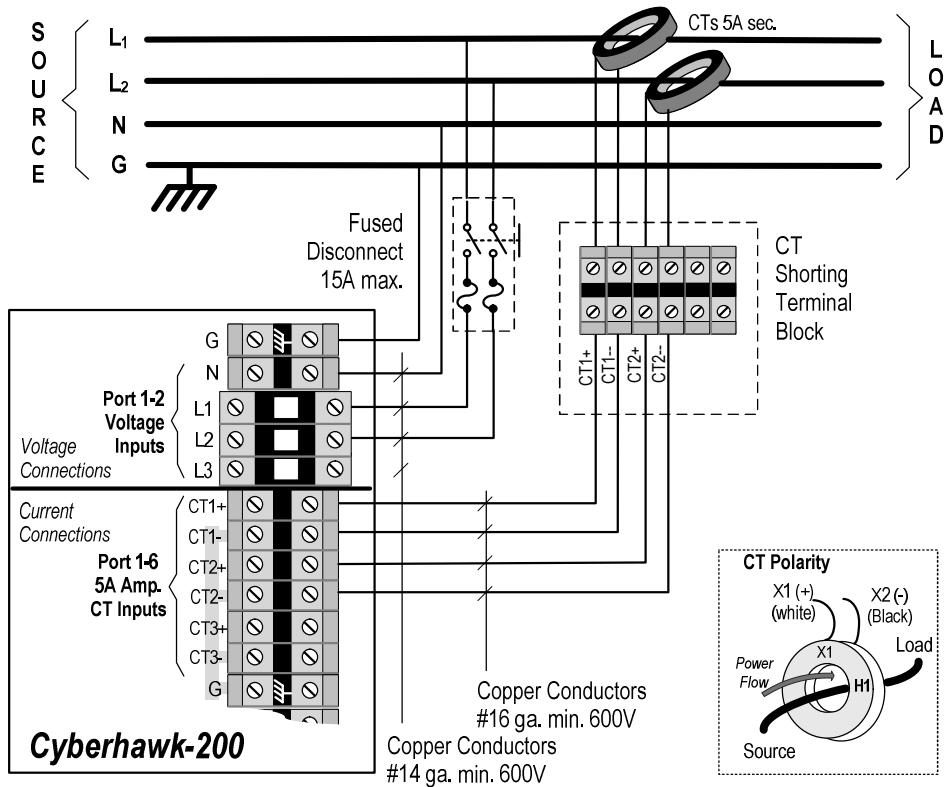 SOURCE
L1
L2
N
G
CTs 5A sec.
LOAD
Fused
Disconnect
15A max.
CT
Shorting
Terminal
Block
CT1+
CT1--
CT2+
CT2--
G
N
L1
L2
L3
Port 1-2
Voltage
Inputs
Voltage
Connections
Current
Connections
Port 1-6
5A Amp.
CT Inputs
CT1+
CT1-
CT2+
CT2-
CT3+
CT3-
G
Cyberhawk-200
Copper Conductors
#16 ga. min. 600V
Copper Conductors
#14 ga. min. 600V
CT Polarity
X1 (+)
(white)
X2 (-)
(Black)
X1
H1
Load
Power
Flow
Source